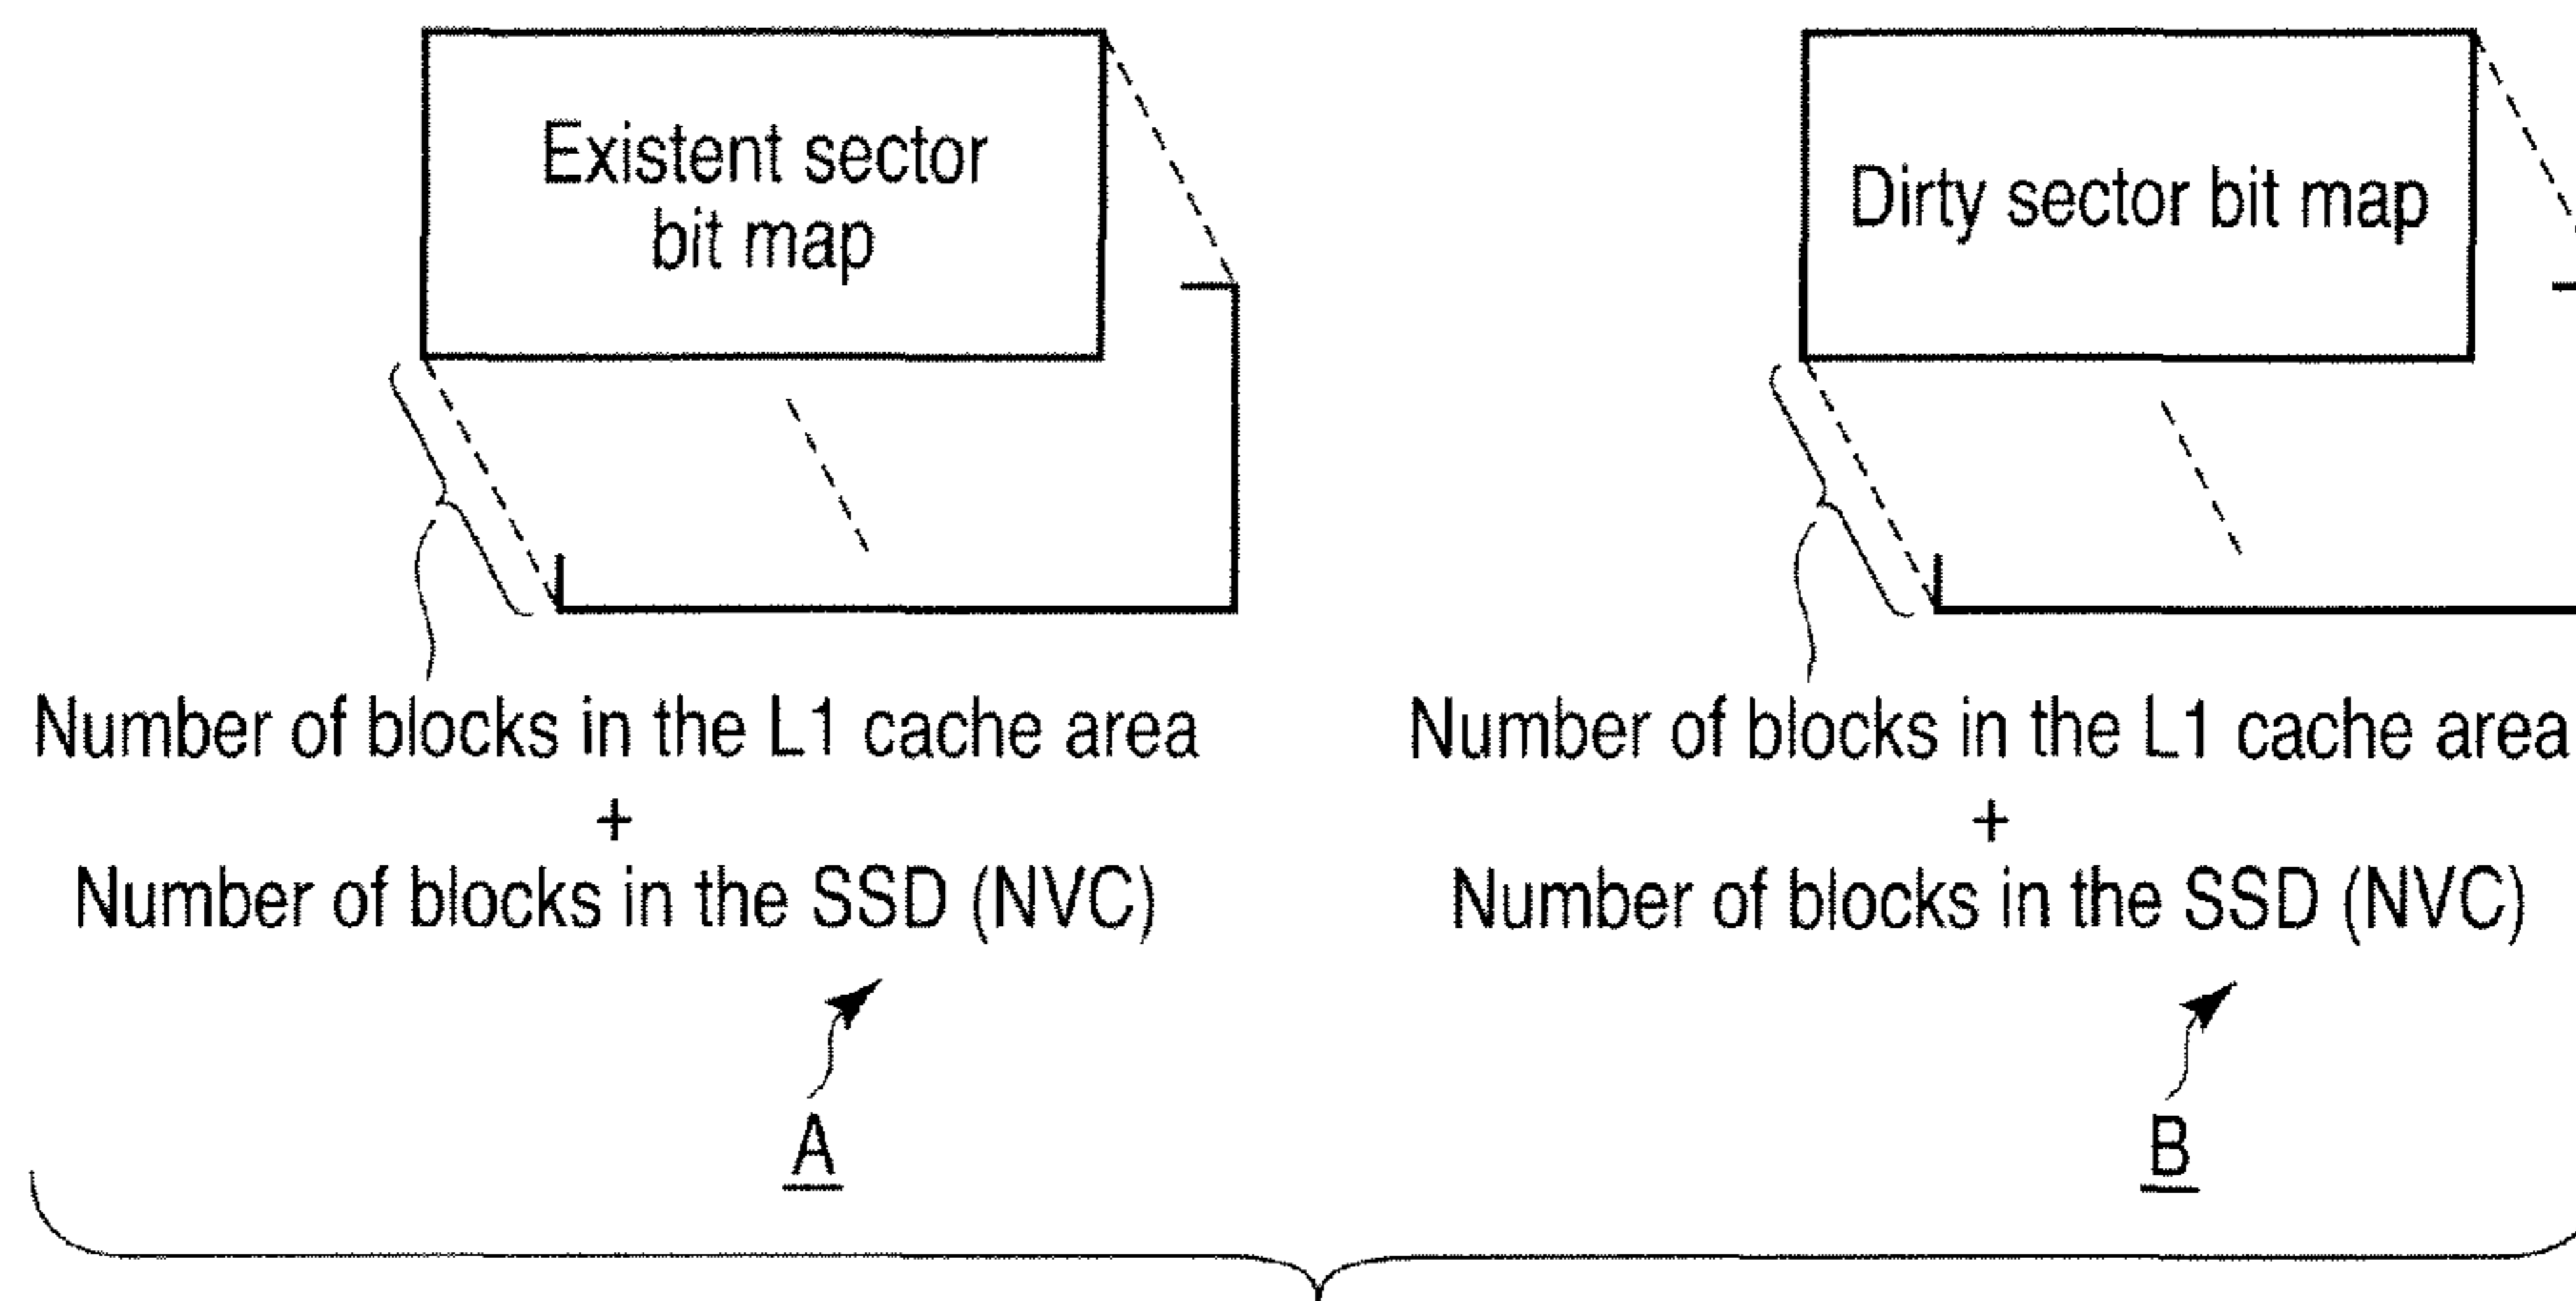 Existent sector
bit map
Number of blocks in the L1 cache area
+
Number of blocks in the SSD (NVC)
A
Dirty sector bit map
Number of blocks in the L1 cache area
+
Number of blocks in the SSD (NVC)
B